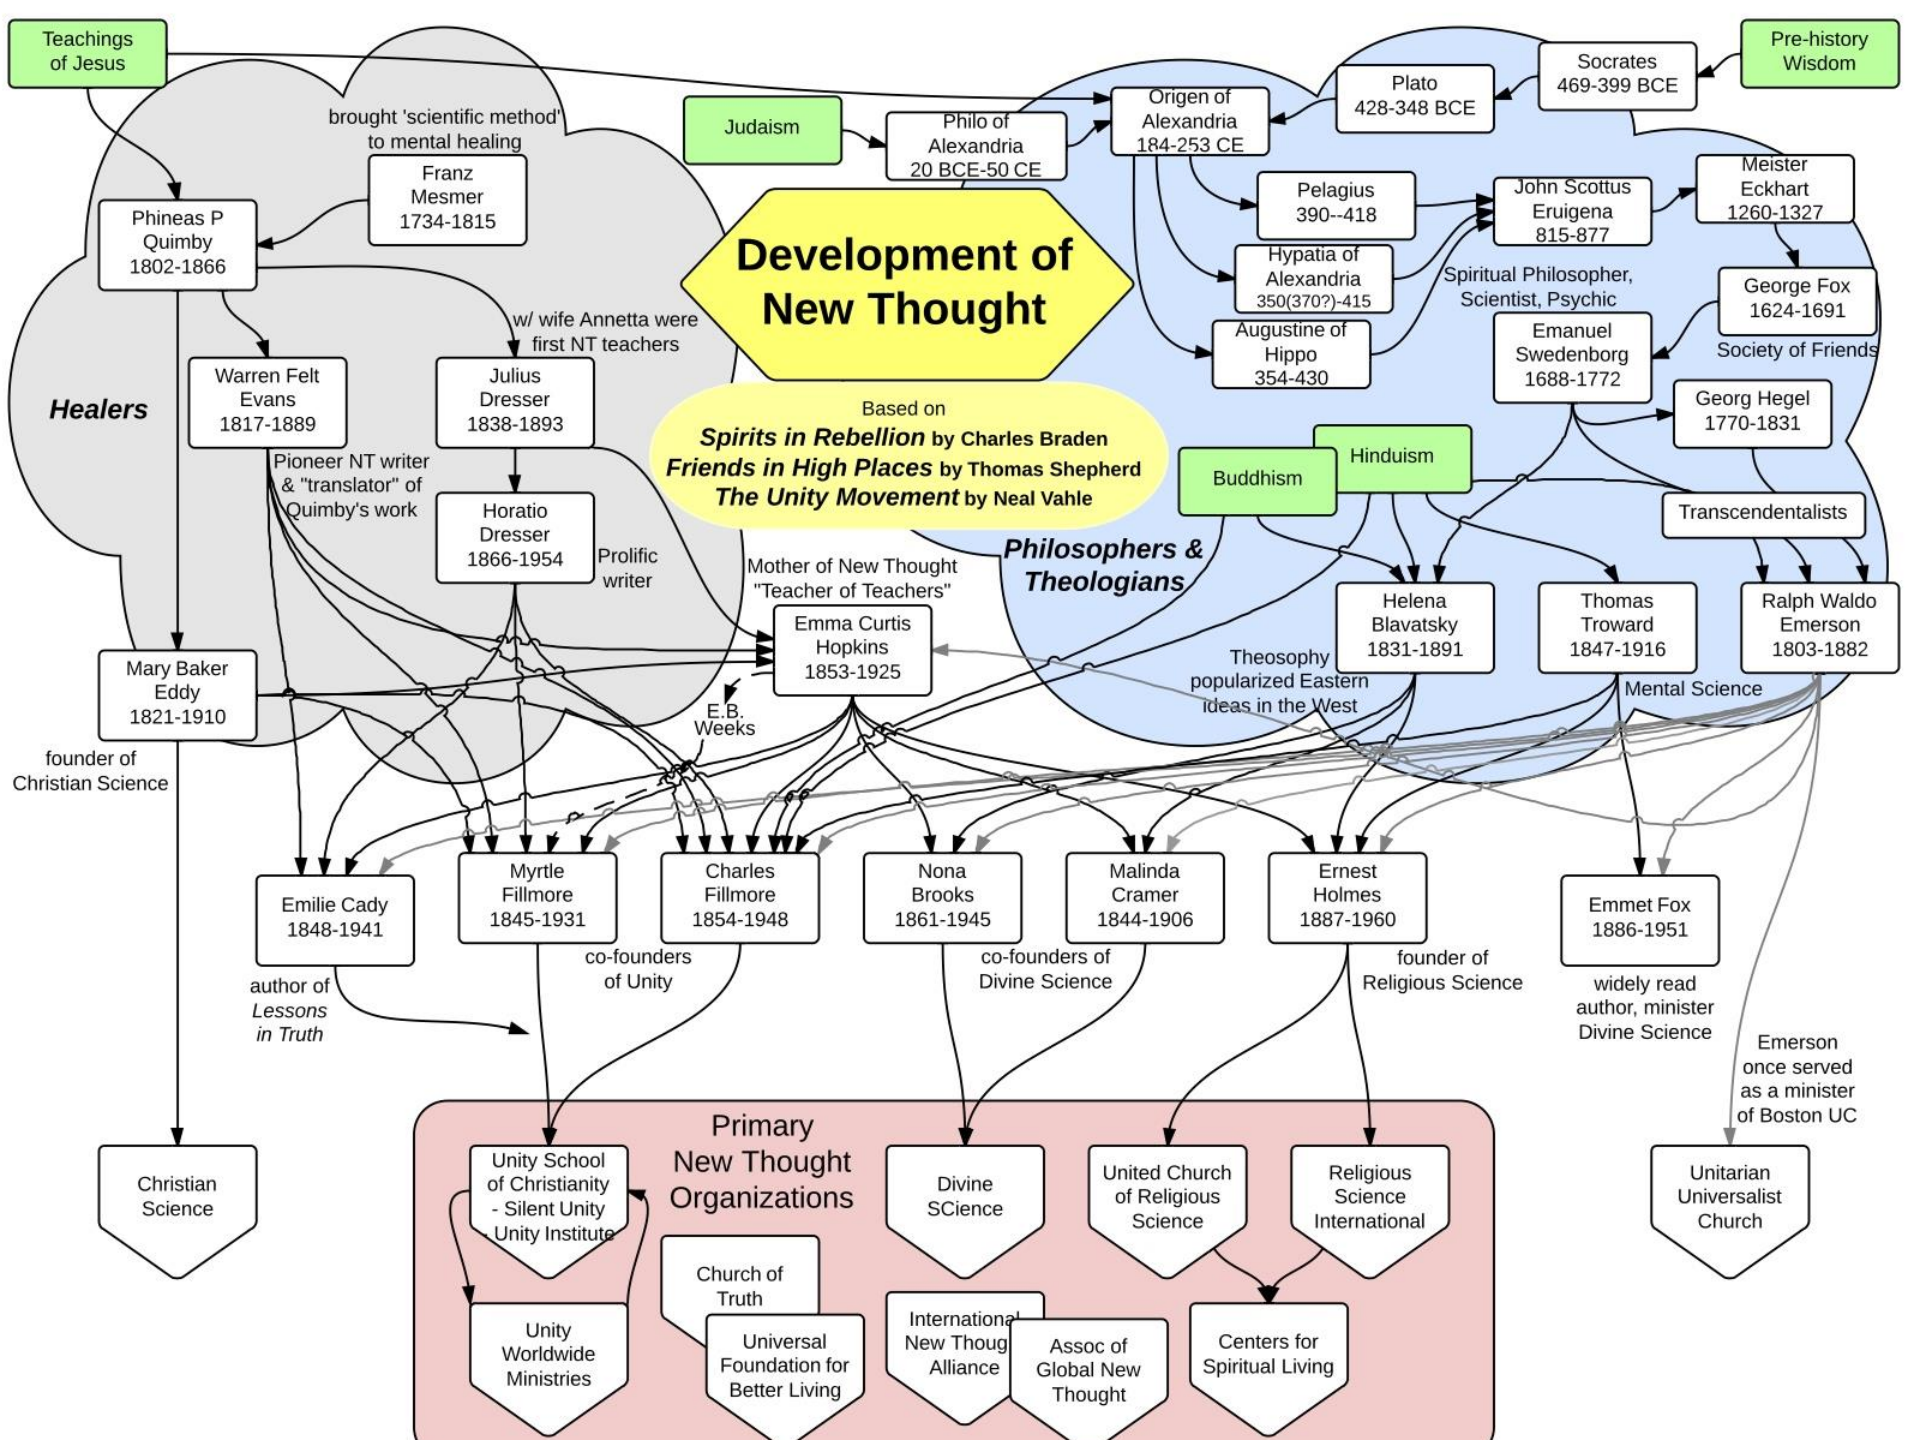 Teachings
of Jesus
Pre-history
Wisdom
Socrates
469-399 BCE
Plato
428-348 BCE
Origen of
Alexandria
184-253 CE
Judaism
Philo of
Alexandria
20 BCE-50 CE
brought 'scientific method'
to mental healing
Franz
Mesmer
1734-1815
Phineas P
Quimby
1802-1866
Pelagius
390--418
John Scottus
Eruigena
815-877
Meister
Eckhart
1260-1327
Development of
New Thought
Hypatia of
Alexandria
350(370?)-415
Spiritual Philosopher,
Scientist, Psychic
George Fox
1624-1691
Society of Friends
Augustine of
Hippo
354-430
Emanuel
Swedenborg
1688-1772
w/ wife Annetta were
first NT teachers
Healers
Warren Felt
Evans
1817-1889
Julius
Dresser
1838-1893
Georg Hegel
1770-1831
Based on
Spirits in Rebellion by Charles Braden
Friends in High Places by Thomas Shepherd
The Unity Movement by Neal Vahle
Buddhism
Hinduism
Pioneer NT writer
& "translator" of
Quimby's work
Horatio
Dresser
1866-1954
Prolific
writer
Transcendentalists
Philosophers &
Theologians
Mother of New Thought
"Teacher of Teachers"
Emma Curtis
Hopkins
1853-1925
Helena
Blavatsky
1831-1891
Thomas
Troward
1847-1916
Ralph Waldo
Emerson
1803-1882
Mary Baker
Eddy
1821-1910
Theosophy
popularized Eastern
ideas in the West
Mental Science
E.B.
Weeks
founder of
Christian Science
Emilie Cady
1848-1941
Myrtle
Fillmore
1845-1931
Charles
Fillmore
1854-1948
Nona
Brooks
1861-1945
Malinda
Cramer
1844-1906
Ernest
Holmes
1887-1960
Emmet Fox
1886-1951
author of
Lessons
in Truth
co-founders
of Unity
co-founders of
Divine Science
founder of
Religious Science
widely read
author, minister
Divine Science
Emerson
once served
as a minister
of Boston UC
Primary
New Thought
Organizations
Christian
Science
Unity School
of Christianity
- Silent Unity
- Unity Institute
Divine
SCience
United Church
of Religious
Science
Religious
Science
International
Unitarian
Universalist
Church
Unity
Worldwide
Ministries
Church of
Truth
Universal
Foundation for
Better Living
International
New Thoug
Alliance
Assoc of
Global New
Thought
Centers for
Spiritual Living